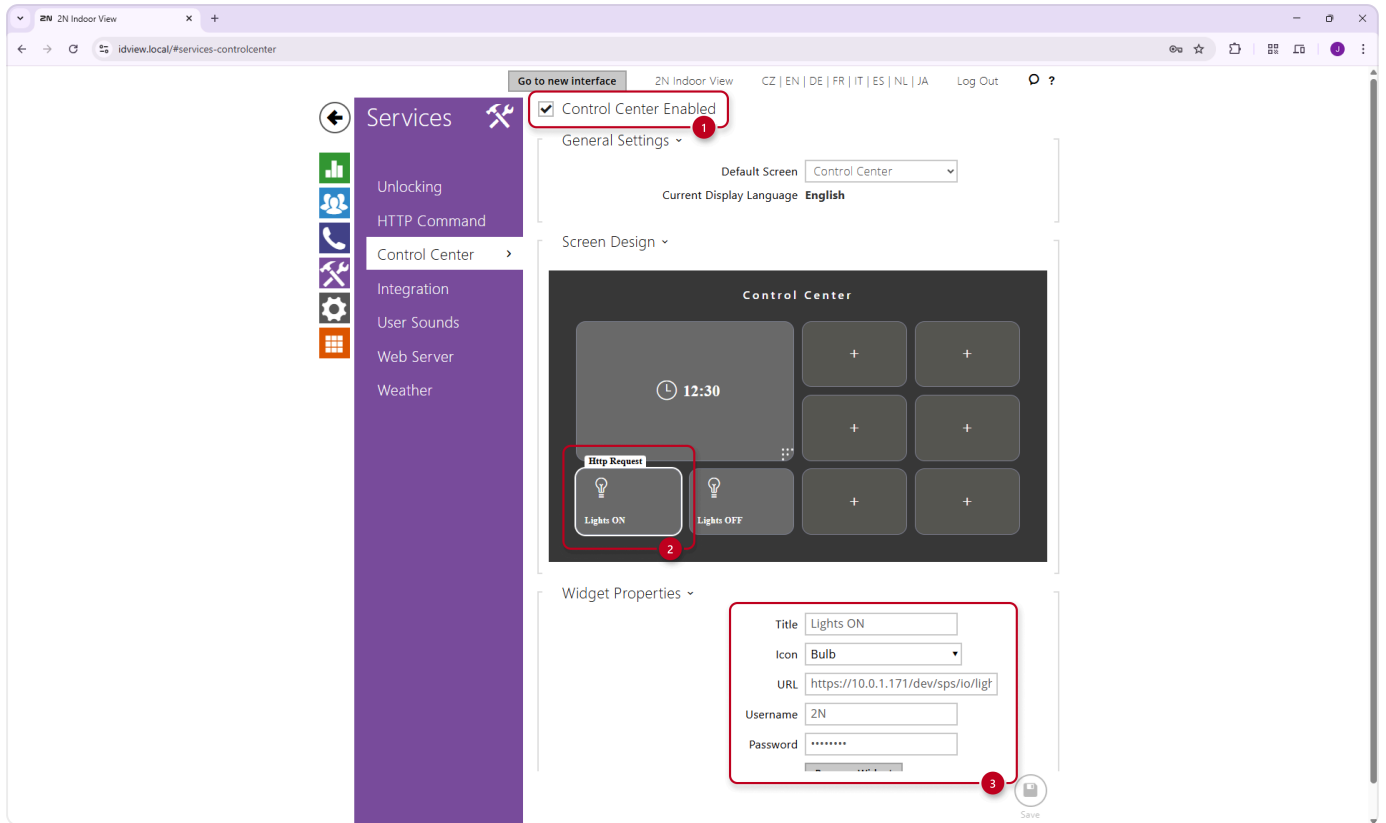 2N 2N Indoor View
idview.local/#services-controlcenter
J
Go to new interface 2N Indoor View CZ | EN | DE | FR | IT | ES | NL | JA Log Out ?
Services
Control Center Enabled
1
General Settings
Default Screen Control Center
Current Display Language English
Unlocking
HTTP Command
Control Center
Integration
User Sounds
Web Server
Weather
Screen Design
Control Center
12:30
+ +
+ +
+ +
Http Request
Lights ON
Lights OFF
2
Widget Properties
Title Lights ON
Icon Bulb
URL https://10.0.1.171/dev/sps/io/ligh
Username 2N
Password ••••••••
3
Save